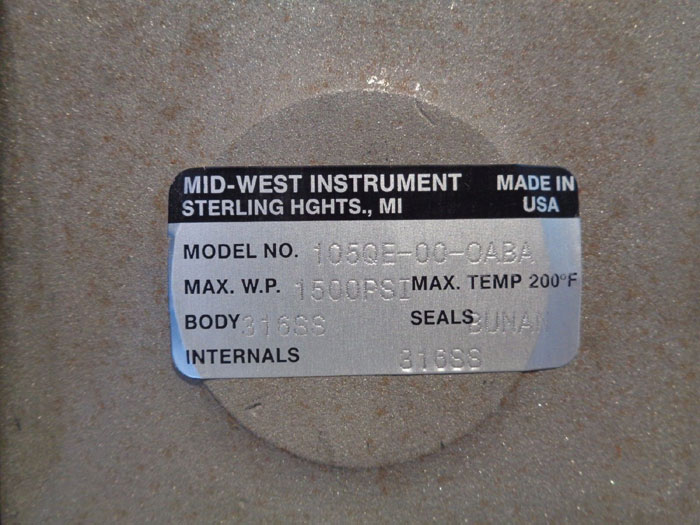 MID-WEST INSTRUMENT MADE IN
STERLING HGHTS., MI USA
MODEL NO. 105QE-00-OABA
MAX. W.P. 1500PSI MAX. TEMP 200°F
BODY 316SS SEALS BUNAN
INTERNALS 316SS